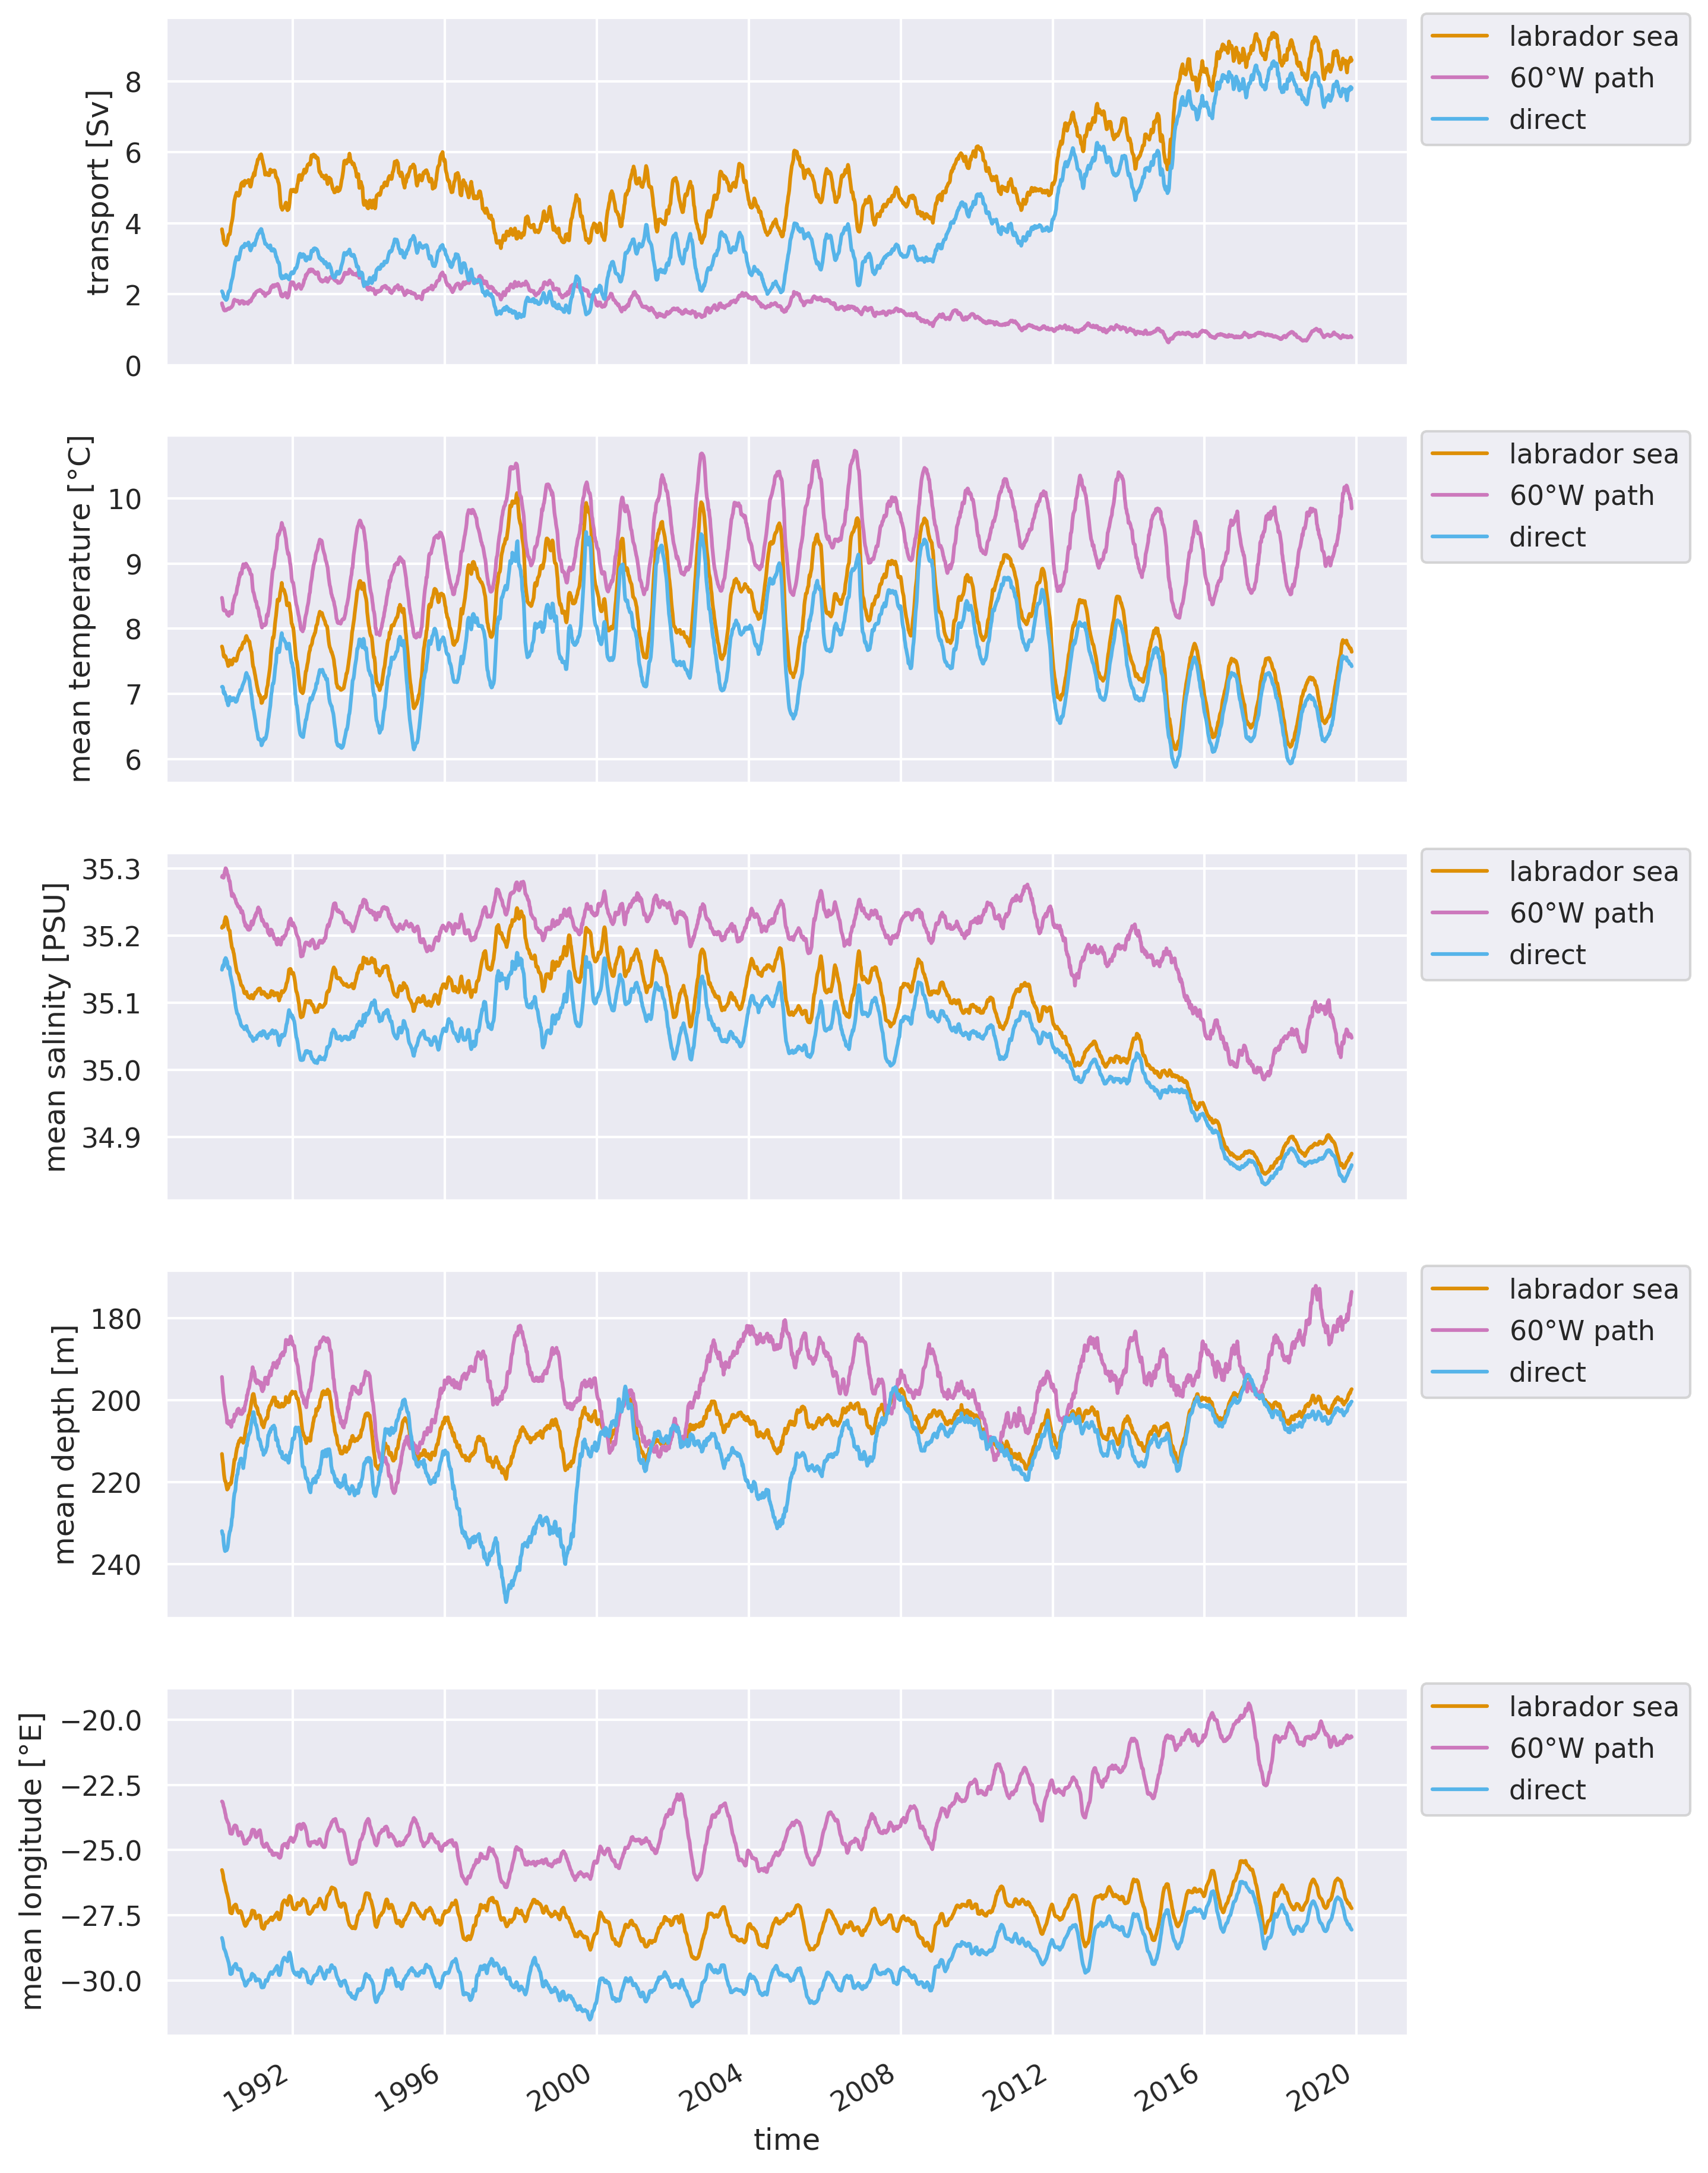 transport [Sv]
8
6
4
2
0
labrador sea
60°W path
direct
mean temperature [°C]
10
9
8
7
6
labrador sea
60°W path
direct
mean salinity [PSU]
35.3
35.2
35.1
35.0
34.9
labrador sea
60°W path
direct
mean depth [m]
180
200
220
240
labrador sea
60°W path
direct
mean longitude [°E]
−20.0
−22.5
−25.0
−27.5
−30.0
labrador sea
60°W path
direct
1992 1996 2000 2004 2008 2012 2016 2020
time